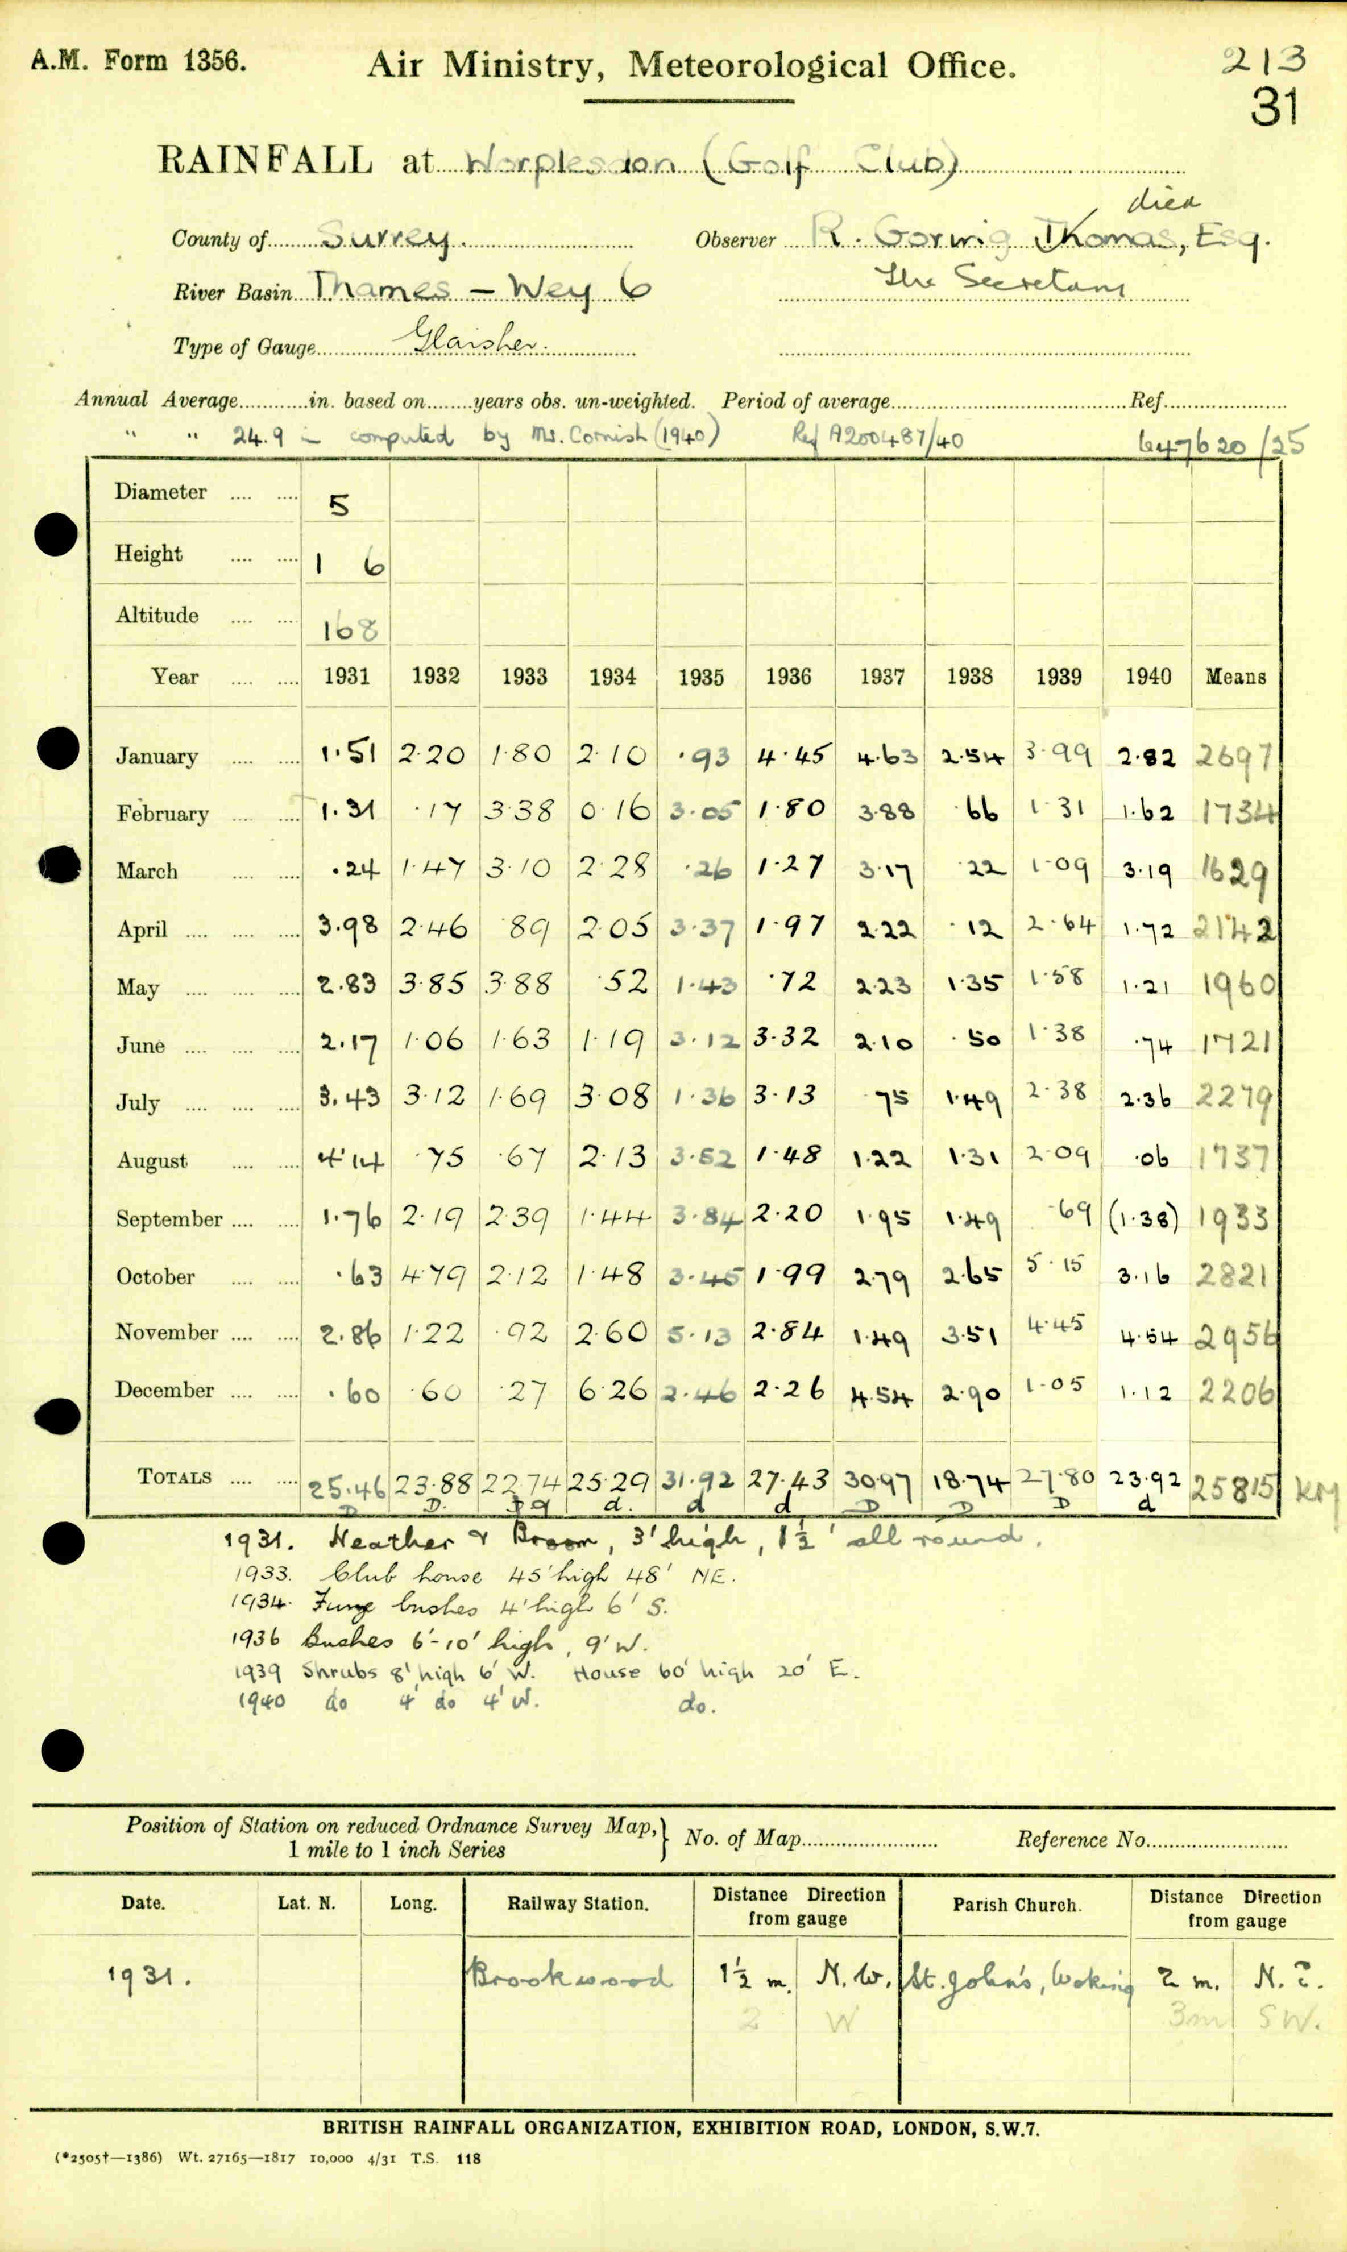 A.M. Form 1356.
Air Ministry, Meteorological Office.
213
31
RAINFALL at Worplesdon (Golf Club)
died
County of Surrey. Observer R. Goring Thomas, Esq.
River Basin Thames - Wey 6 The Secretary
Type of Gauge Glaisher.
Annual Average in. based on years obs. un-weighted. Period of average Ref.
" " 24.9 in computed by Ms. Cornish (1940) Ref A200487/40 647620/25
Diameter 5
Height 1 6
Altitude 168
Year 1931 1932 1933 1934 1935 1936 1937 1938 1939 1940 Means
January 1.51 2.20 1.80 2.10 .93 4.45 4.63 2.54 3.99 2.82 2697
February 1.31 .17 3.38 0.16 3.05 1.80 3.88 .66 1.31 1.62 1734
March .24 1.47 3.10 2.28 .26 1.27 3.17 .22 1.09 3.19 1629
April 3.98 2.46 .89 2.05 3.37 1.97 2.22 .12 2.64 1.72 2142
May 2.83 3.85 3.88 .52 1.43 .72 2.23 1.35 1.58 1.21 1960
June 2.17 1.06 1.63 1.19 3.12 3.32 2.10 .50 1.38 .74 1721
July 3.43 3.12 1.69 3.08 1.36 3.13 .75 1.49 2.38 2.36 2279
August 4.14 .75 .67 2.13 3.52 1.48 1.22 1.31 2.09 .06 1737
September 1.76 2.19 2.39 1.44 3.84 2.20 1.95 1.49 .69 (1.38) 1933
October .63 4.79 2.12 1.48 3.45 1.99 2.79 2.65 5.15 3.16 2821
November 2.86 1.22 .92 2.60 5.13 2.84 1.49 3.51 4.45 4.54 2956
December .60 .60 .27 6.26 2.46 2.26 4.54 2.90 1.05 1.12 2206
TOTALS 25.46 23.88 22.74 25.29 31.92 27.43 30.97 18.74 27.80 23.92 25815 KM
D D. d. d d D D D d
1931. Heather & Broom, 3' high, 1½' all round.
1933. Club house 45' high 48' NE.
1934. Furze bushes 4' high 6' S.
1936 Bushes 6'-10' high, 9' W.
1939 Shrubs 8' high 6' W. House 60' high 20' E.
1940 do 4' do 4' W. do.
Position of Station on reduced Ordnance Survey Map, } No. of Map Reference No.
1 mile to 1 inch Series
Date. Lat. N. Long. Railway Station. Distance Direction from gauge Parish Church. Distance Direction from gauge
1931. Brookwood 1½ m. N.W. St. John's, Woking 2 m. N.E.
2 W 3m SW.
BRITISH RAINFALL ORGANIZATION, EXHIBITION ROAD, LONDON, S.W.7.
(*2505†—1386) Wt. 27165—1817 10,000 4/31 T.S. 118